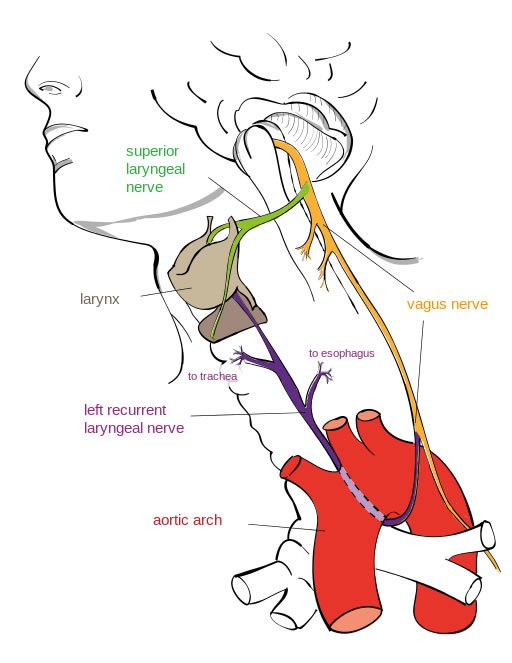 superior
laryngeal
nerve
larynx
vagus nerve
to esophagus
to trachea
left recurrent
laryngeal nerve
aortic arch